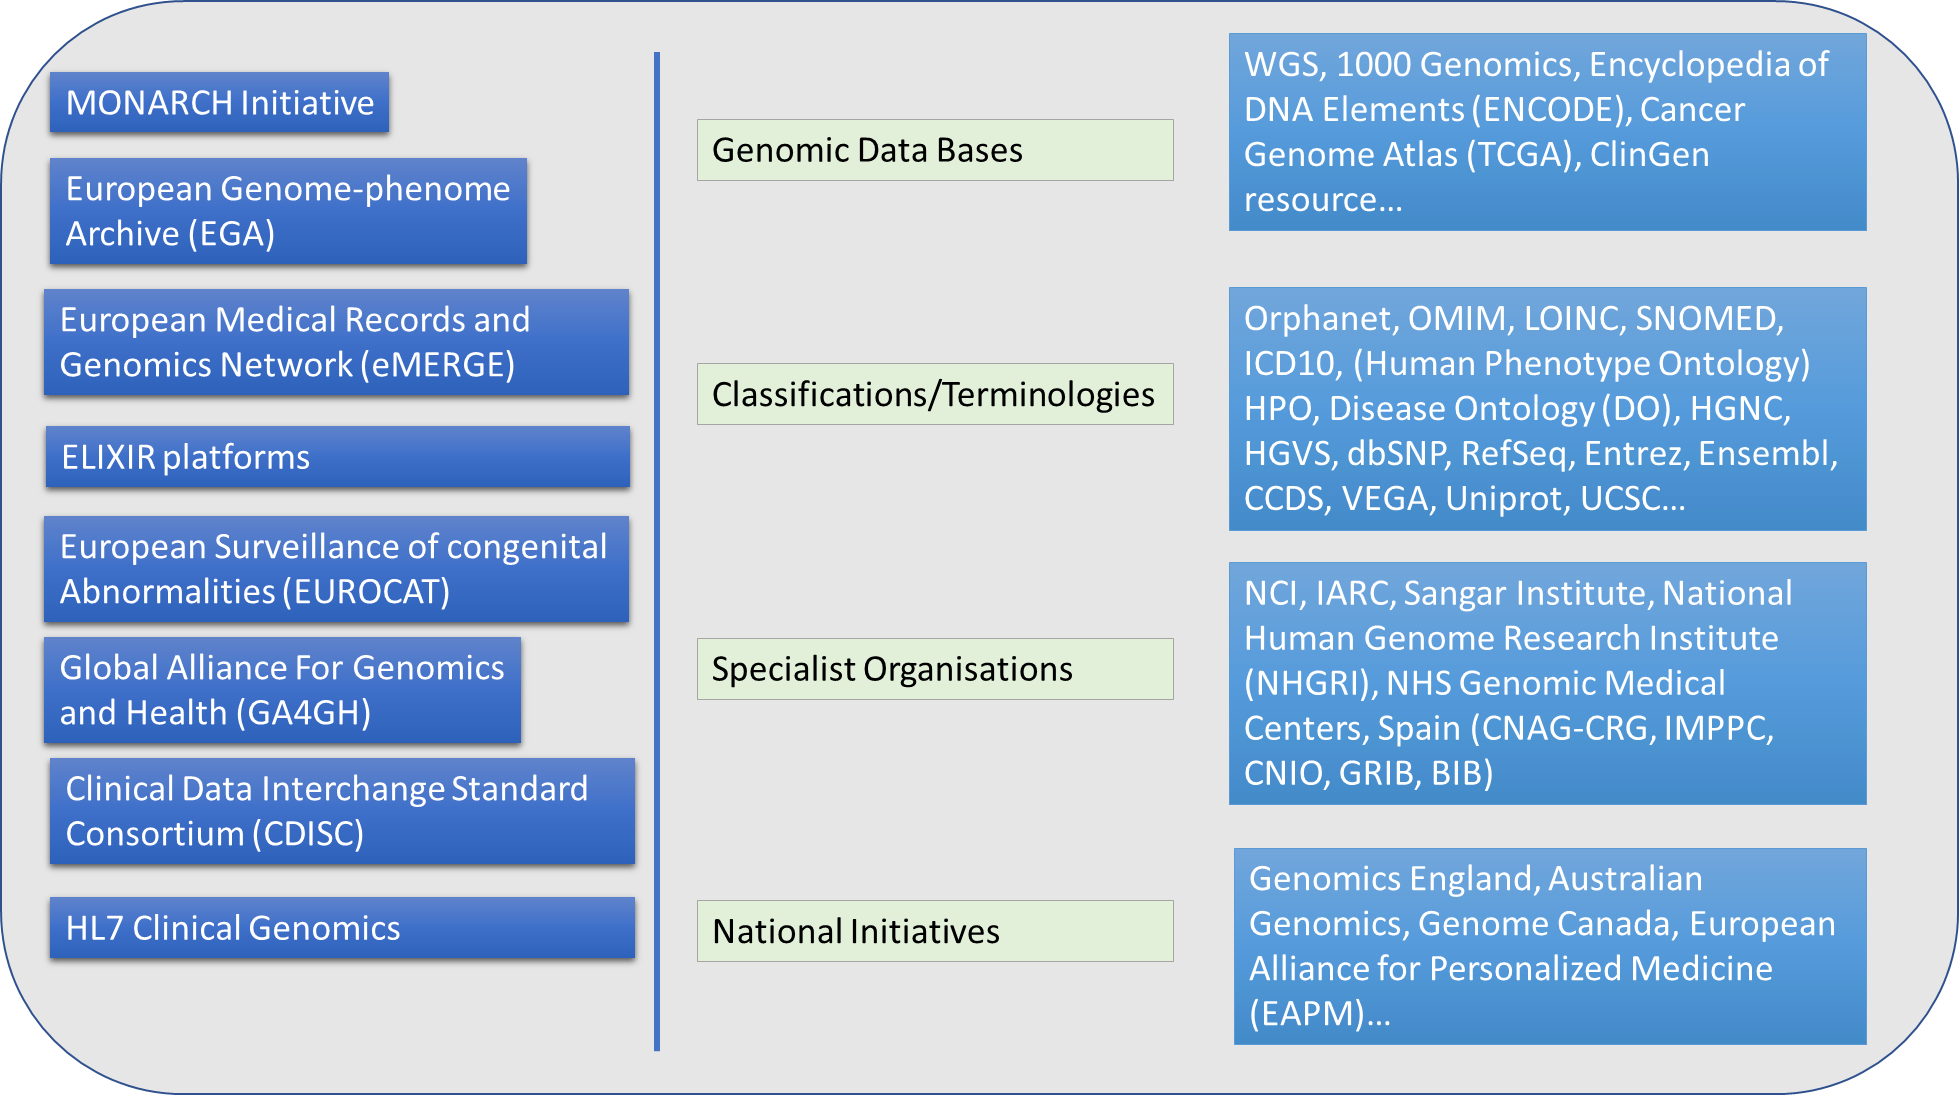 MONARCH Initiative
European Genome-phenome
Archive (EGA)
European Medical Records and
Genomics Network (eMERGE)
ELIXIR platforms
European Surveillance of congenital
Abnormalities (EUROCAT)
Global Alliance For Genomics
and Health (GA4GH)
Clinical Data Interchange Standard
Consortium (CDISC)
HL7 Clinical Genomics
Genomic Data Bases
WGS, 1000 Genomics, Encyclopedia of
DNA Elements (ENCODE), Cancer
Genome Atlas (TCGA), ClinGen
resource...
Classifications/Terminologies
Orphanet, OMIM, LOINC, SNOMED,
ICD10, (Human Phenotype Ontology)
HPO, Disease Ontology (DO), HGNC,
HGVS, dbSNP, RefSeq, Entrez, Ensembl,
CCDS, VEGA, Uniprot, UCSC...
Specialist Organisations
NCI, IARC, Sangar Institute, National
Human Genome Research Institute
(NHGRI), NHS Genomic Medical
Centers, Spain (CNAG-CRG, IMPPC,
CNIO, GRIB, BIB)
National Initiatives
Genomics England, Australian
Genomics, Genome Canada, European
Alliance for Personalized Medicine
(EAPM)...